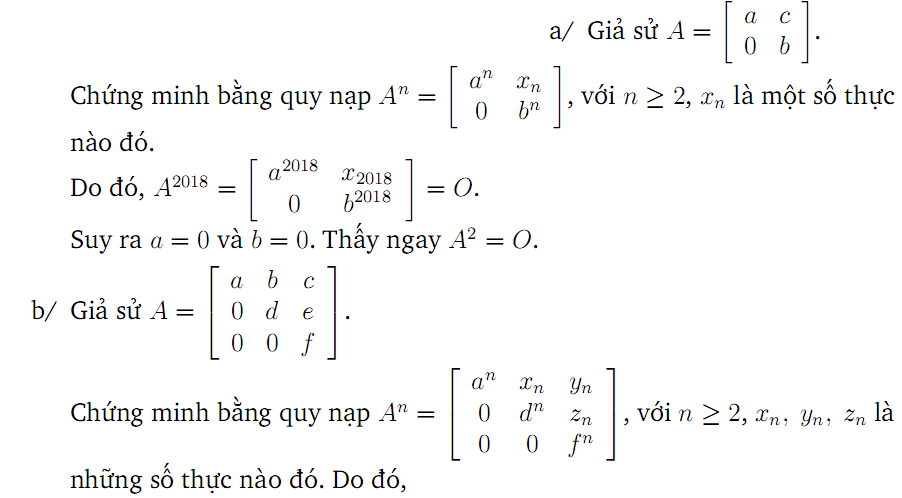 a/ Giả sử $A = \begin{bmatrix} a & c \\ 0 & b \end{bmatrix}$.
Chứng minh bằng quy nạp $A^n = \begin{bmatrix} a^n & x_n \\ 0 & b^n \end{bmatrix}$, với $n \geq 2$, $x_n$ là một số thực
nào đó.
Do đó, $A^{2018} = \begin{bmatrix} a^{2018} & x_{2018} \\ 0 & b^{2018} \end{bmatrix} = O$.
Suy ra $a = 0$ và $b = 0$. Thấy ngay $A^2 = O$.
b/ Giả sử $A = \begin{bmatrix} a & b & c \\ 0 & d & e \\ 0 & 0 & f \end{bmatrix}$.
Chứng minh bằng quy nạp $A^n = \begin{bmatrix} a^n & x_n & y_n \\ 0 & d^n & z_n \\ 0 & 0 & f^n \end{bmatrix}$, với $n \geq 2$, $x_n,\ y_n,\ z_n$ là
những số thực nào đó. Do đó,